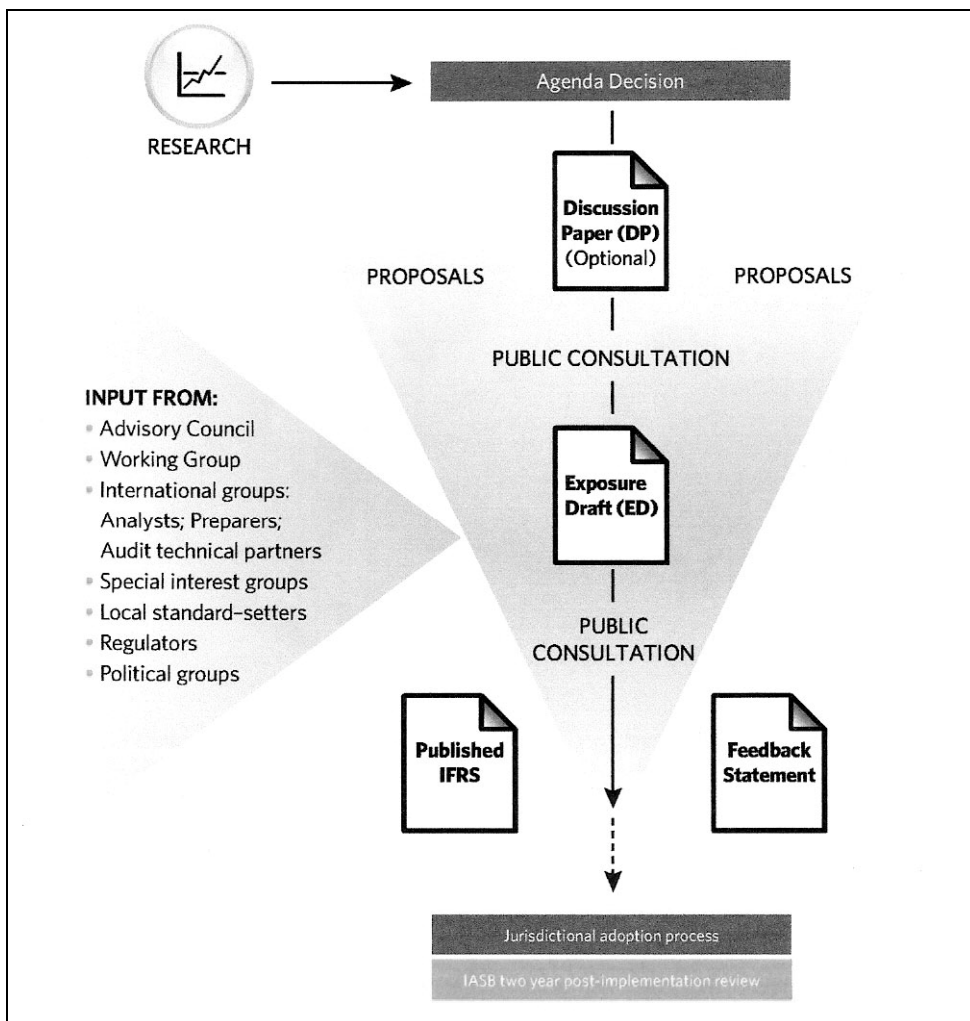 RESEARCH
Agenda Decision
Discussion
Paper (DP)
(Optional)
PROPOSALS
PROPOSALS
PUBLIC CONSULTATION
INPUT FROM:
• Advisory Council
• Working Group
• International groups:
Analysts; Preparers;
Audit technical partners
• Special interest groups
• Local standard-setters
• Regulators
• Political groups
Exposure
Draft (ED)
PUBLIC
CONSULTATION
Published
IFRS
Feedback
Statement
Jurisdictional adoption process
IASB two year post-implementation review